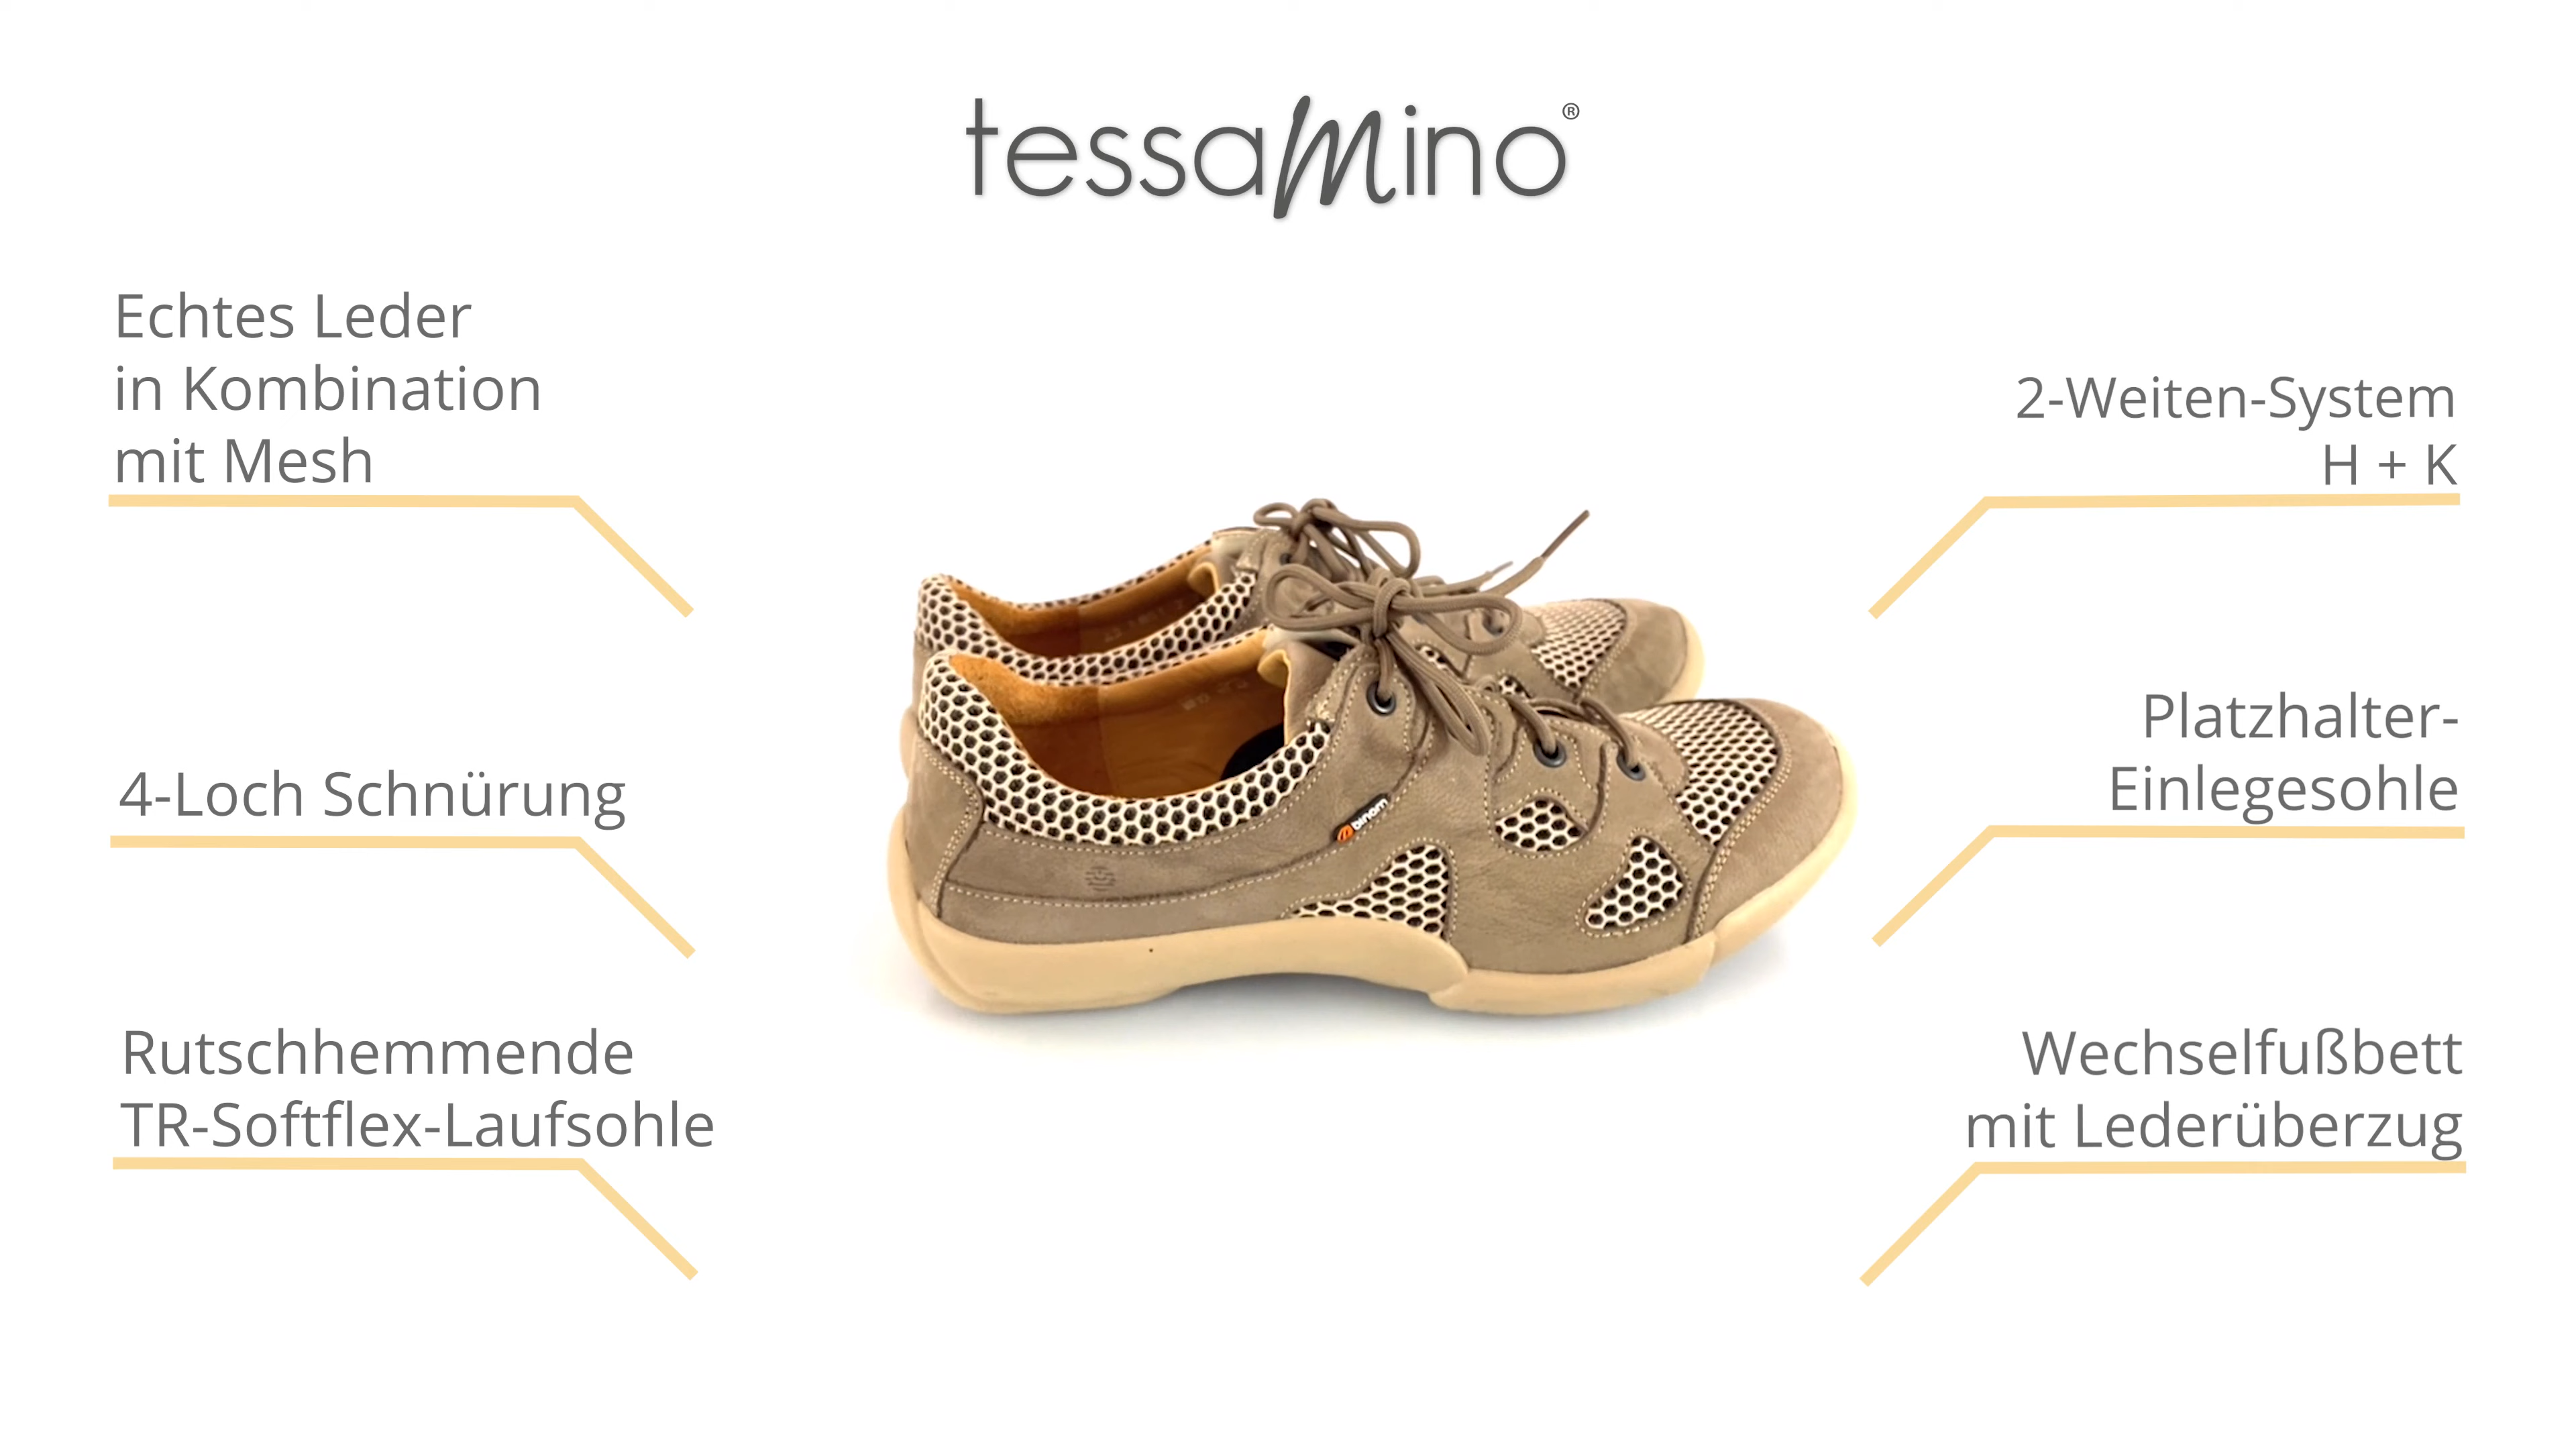 tessamino®
Echtes Leder
in Kombination
mit Mesh
4-Loch Schnürung
Rutschhemmende
TR-Softflex-Laufsohle
2-Weiten-System
H + K
Platzhalter-
Einlegesohle
Wechselfußbett
mit Lederüberzug
binom